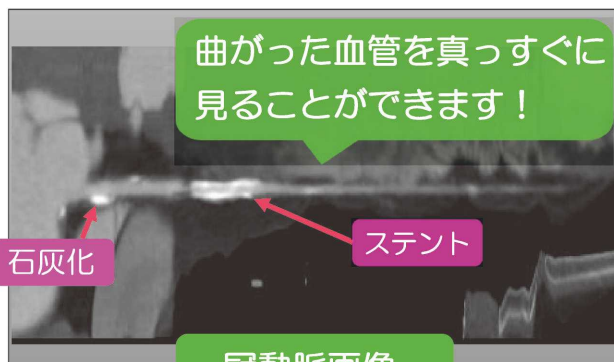 曲がった血管を真っすぐに
見ることができます！
石灰化
ステント